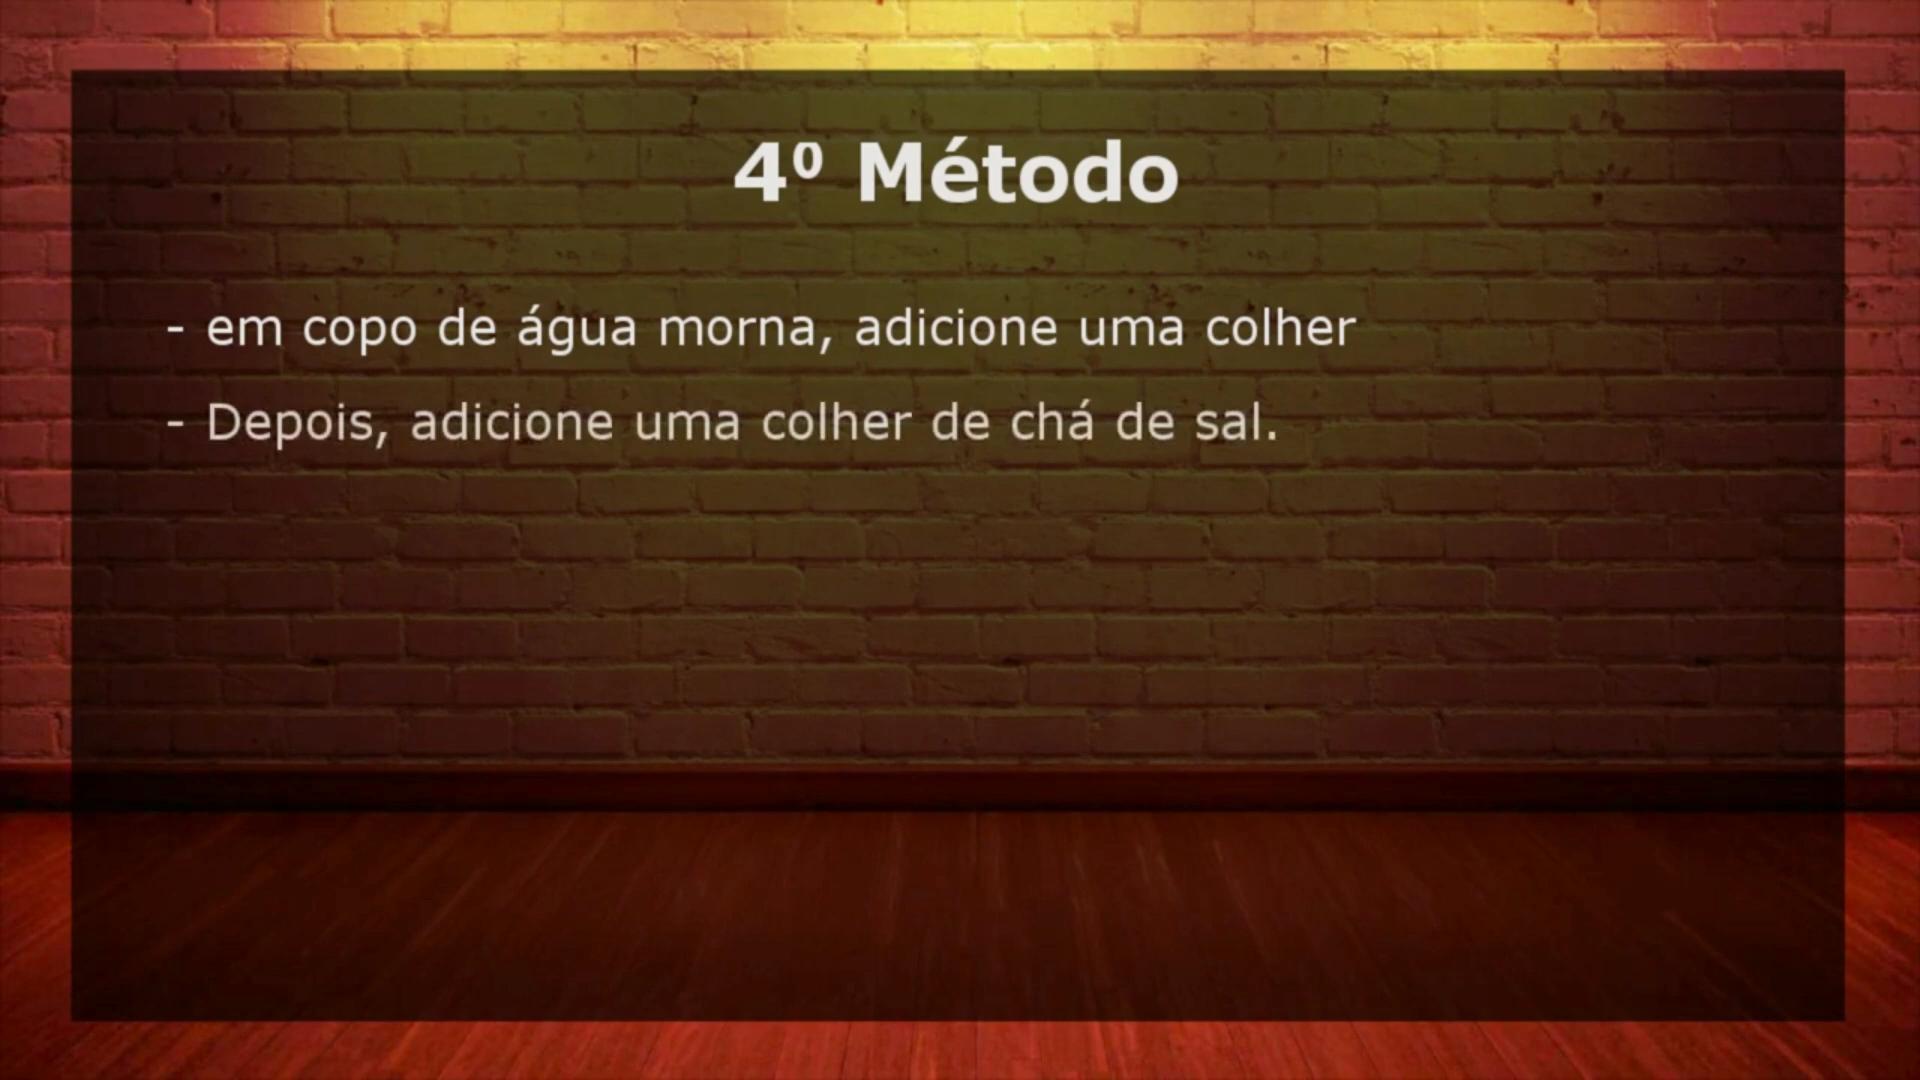 4⁰ Método
- em copo de água morna, adicione uma colher
- Depois, adicione uma colher de chá de sal.